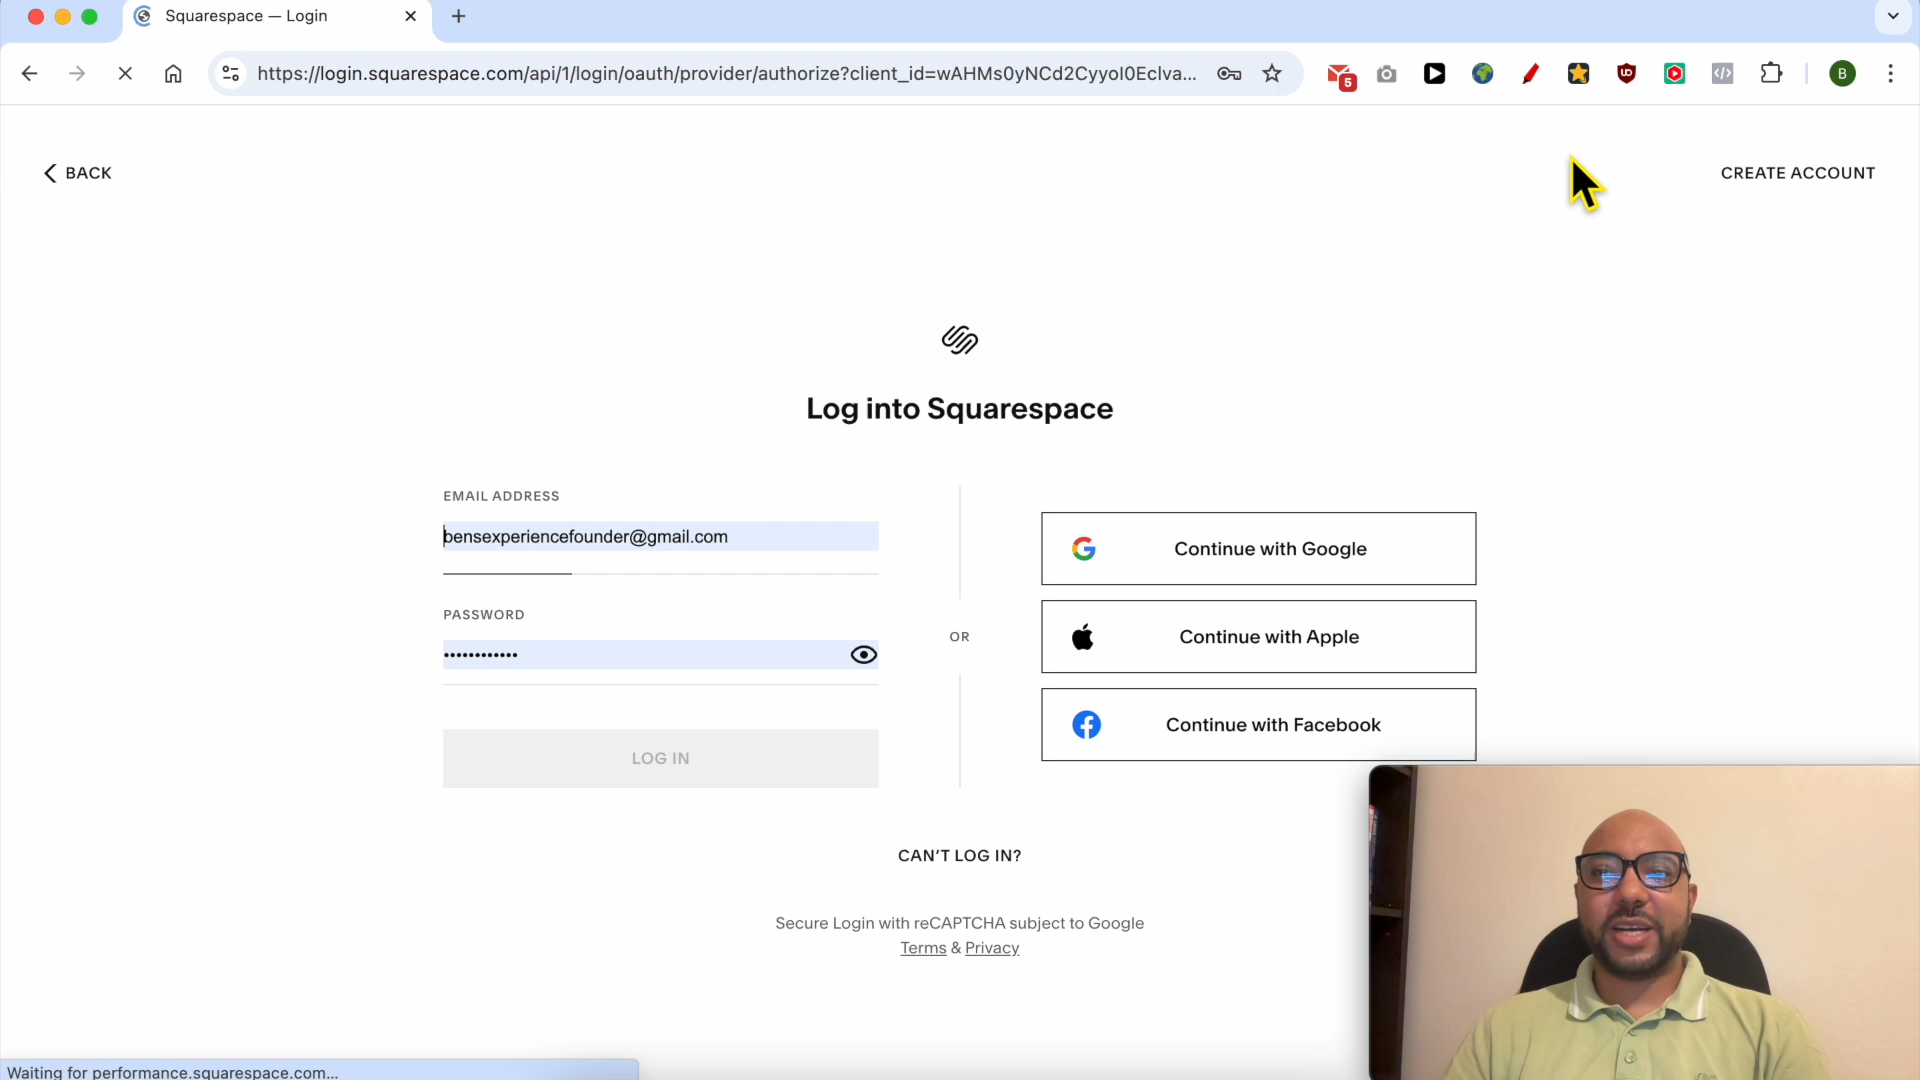 Squarespace — Login
https://login.squarespace.com/api/1/login/oauth/provider/authorize?client_id=wAHMs0yNCd2CyyoI0Eclva...
5
B
BACK
CREATE ACCOUNT
Log into Squarespace
EMAIL ADDRESS
bensexperiencefounder@gmail.com
PASSWORD
••••••••••••
LOG IN
OR
Continue with Google
Continue with Apple
Continue with Facebook
CAN'T LOG IN?
Secure Login with reCAPTCHA subject to Google
Terms & Privacy
Waiting for performance.squarespace.com...